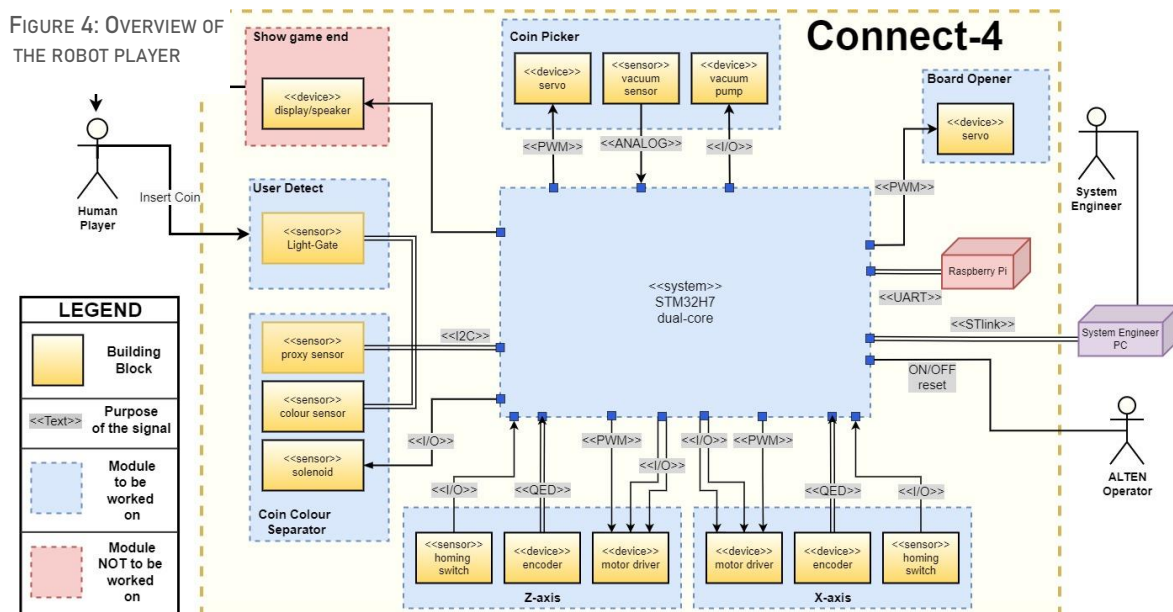 FIGURE 4: OVERVIEW OF
THE ROBOT PLAYER
Connect-4
Show game end
<<device>>
display/speaker
Coin Picker
<<device>>
servo
<<sensor>>
vacuum
sensor
<<device>>
vacuum
pump
<<PWM>>
<<ANALOG>>
<<I/O>>
Board Opener
<<device>>
servo
<<PWM>>
Human
Player
Insert Coin
User Detect
<<sensor>>
Light-Gate
System
Engineer
<<system>>
STM32H7
dual-core
Raspberry Pi
<<UART>>
<<STlink>>
System Engineer
PC
ON/OFF
reset
ALTEN
Operator
<<I2C>>
proxy sensor
<<sensor>>
colour sensor
<<sensor>>
solenoid
Coin Colour
Separator
<<I/O>>
LEGEND
Building
Block
<<Text>>
Purpose
of the signal
Module
to be
worked
on
Module
NOT to be
worked
on
<<I/O>>
<<QED>>
<<PWM>>
<<I/O>>
<<I/O>>
<<PWM>>
<<QED>>
<<I/O>>
<<sensor>>
homing
switch
<<device>>
encoder
<<device>>
motor driver
Z-axis
<<device>>
motor driver
<<device>>
encoder
<<sensor>>
homing
switch
X-axis